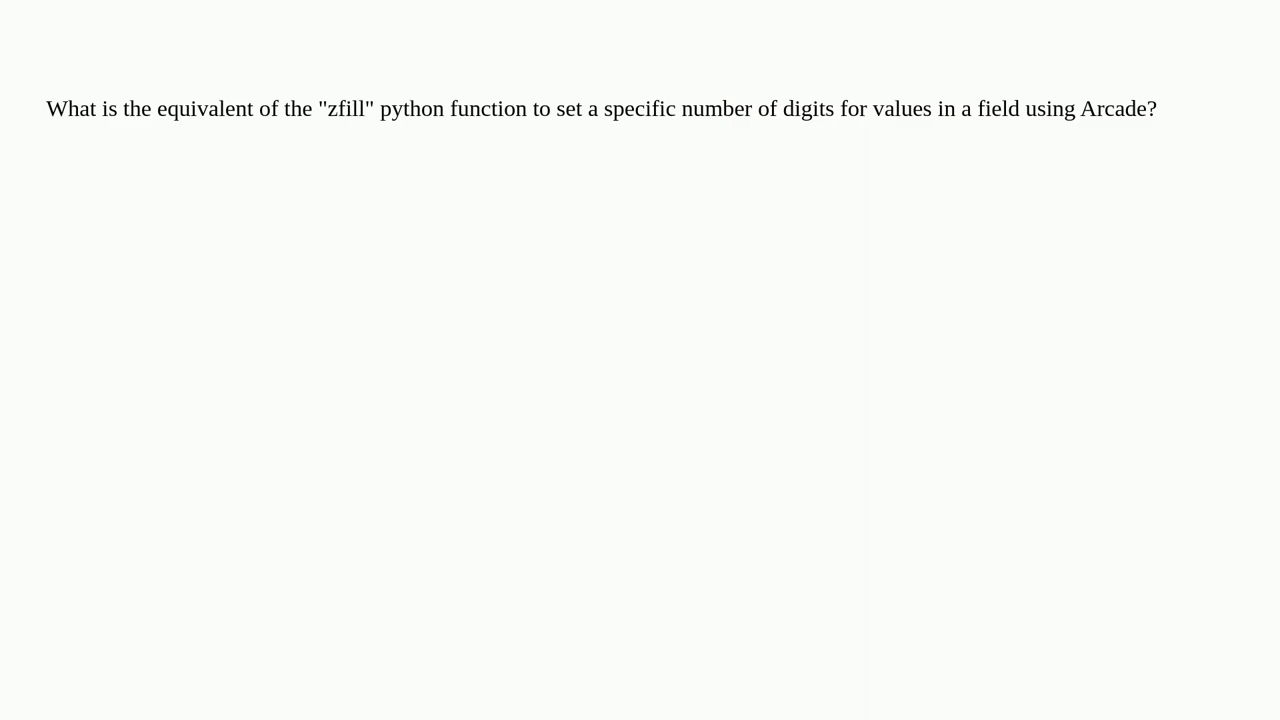 What is the equivalent of the "zfill" python function to set a specific number of digits for values in a field using Arcade?